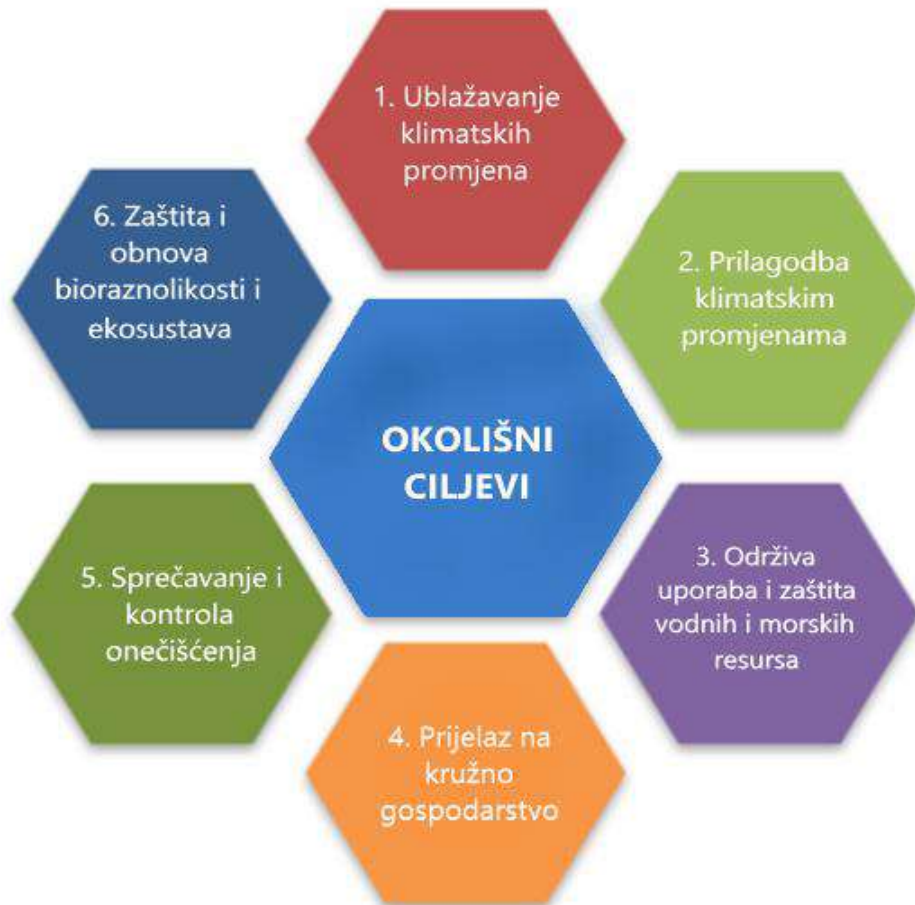 1. Ublažavanje
klimatskih
promjena
2. Prilagodba
klimatskim
promjenama
3. Održiva
uporaba i zaštita
vodnih i morskih
resursa
4. Prijelaz na
kružno
gospodarstvo
5. Sprečavanje i
kontrola
onečišćenja
6. Zaštita i
obnova
bioraznolikosti i
ekosustava
OKOLIŠNI
CILJEVI